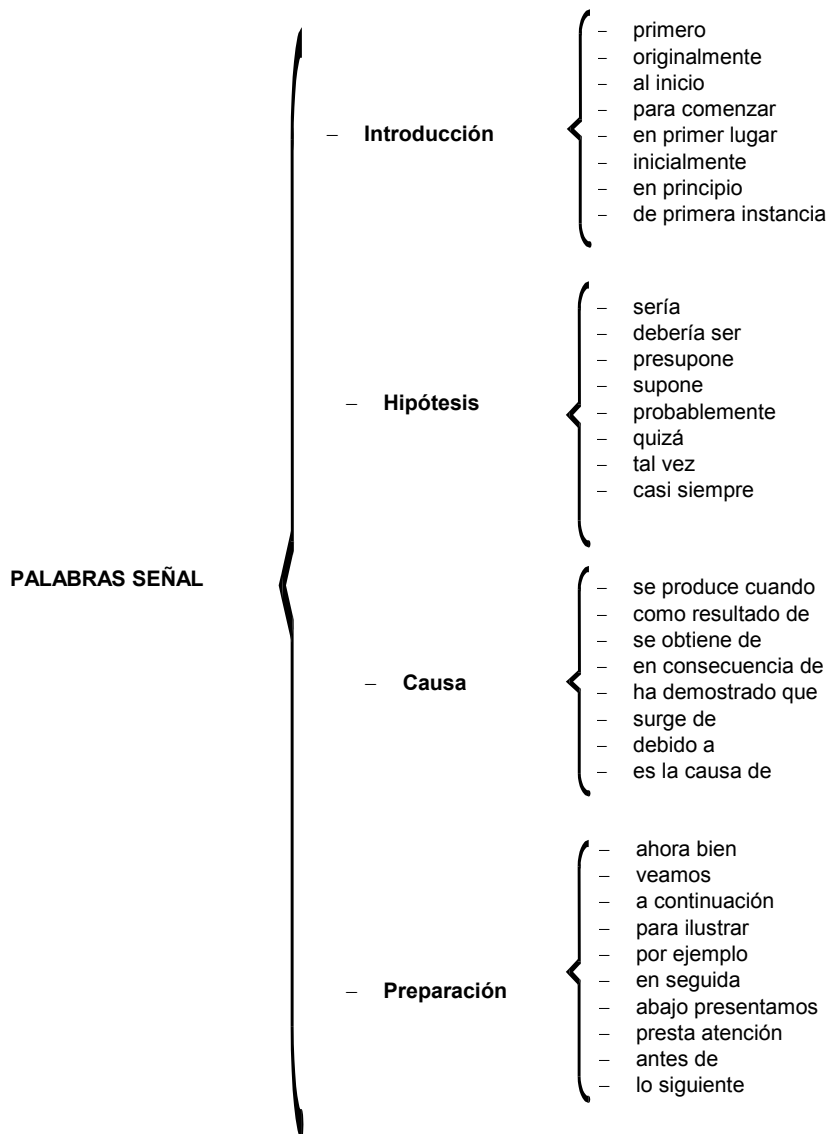 PALABRAS SEÑAL
– Introducción
– primero
– originalmente
– al inicio
– para comenzar
– en primer lugar
– inicialmente
– en principio
– de primera instancia
– Hipótesis
– sería
– debería ser
– presupone
– supone
– probablemente
– quizá
– tal vez
– casi siempre
– Causa
– se produce cuando
– como resultado de
– se obtiene de
– en consecuencia de
– ha demostrado que
– surge de
– debido a
– es la causa de
– Preparación
– ahora bien
– veamos
– a continuación
– para ilustrar
– por ejemplo
– en seguida
– abajo presentamos
– presta atención
– antes de
– lo siguiente